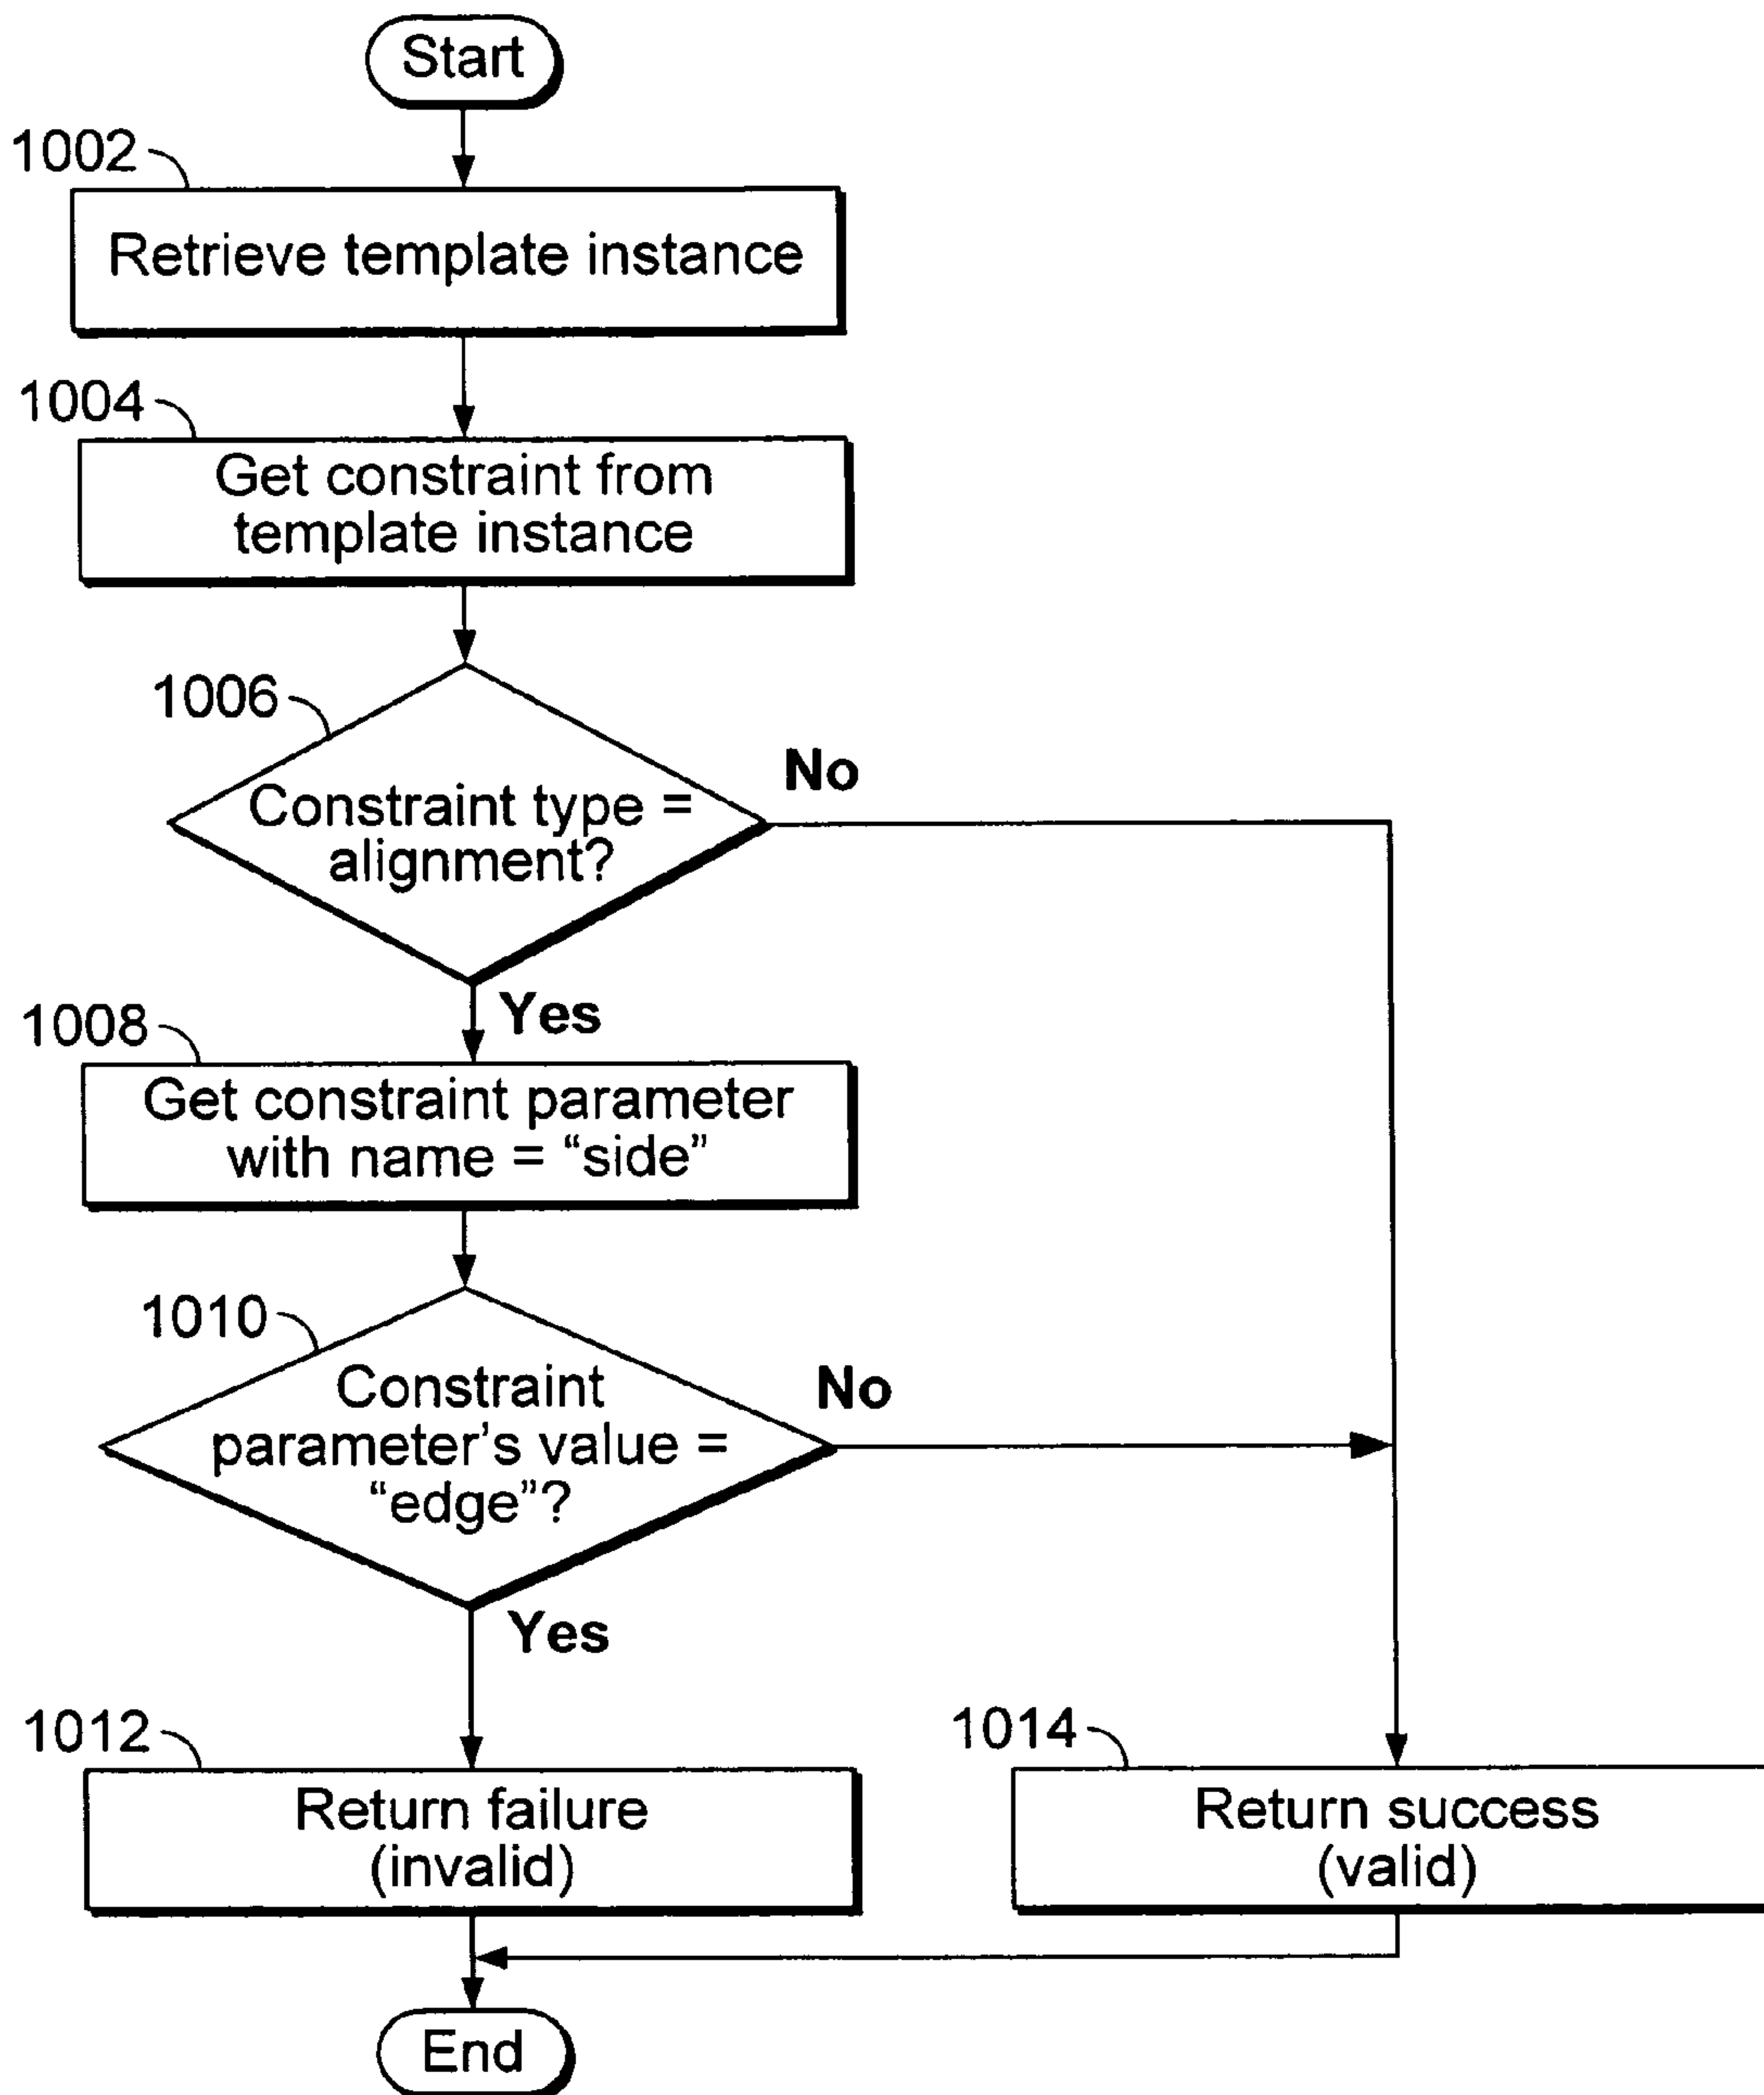 Start
1002
Retrieve template instance
1004
Get constraint from
template instance
1006
Constraint type =
alignment?
No
Yes
1008
Get constraint parameter
with name = “side”
1010
Constraint
parameter’s value =
“edge”?
No
Yes
1012
Return failure
(invalid)
1014
Return success
(valid)
End